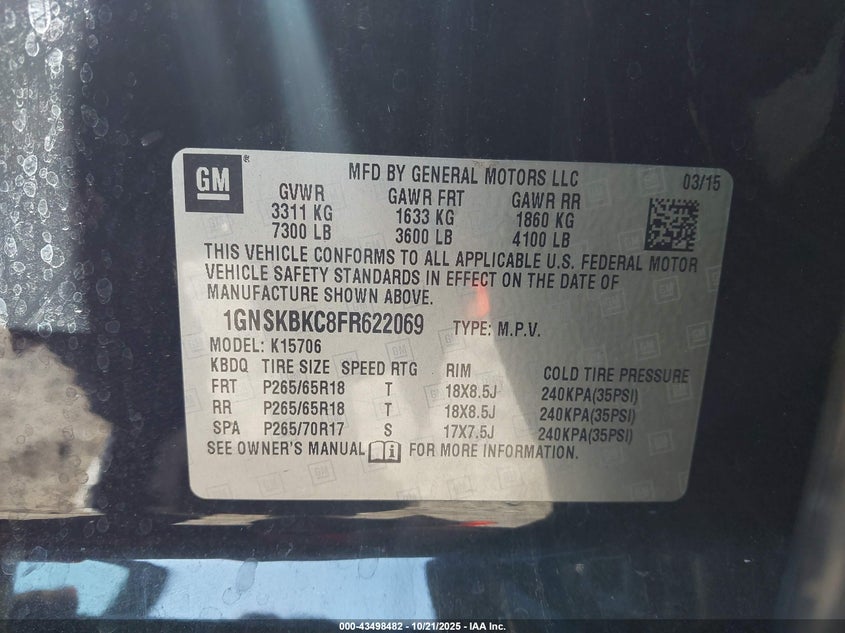 GM
MFD BY GENERAL MOTORS LLC 03/15
GVWR GAWR FRT GAWR RR
3311 KG 1633 KG 1860 KG
7300 LB 3600 LB 4100 LB
THIS VEHICLE CONFORMS TO ALL APPLICABLE U.S. FEDERAL MOTOR
VEHICLE SAFETY STANDARDS IN EFFECT ON THE DATE OF
MANUFACTURE SHOWN ABOVE.
1GNSKBKC8FR622069 TYPE: M.P.V.
MODEL: K15706
KBDQ TIRE SIZE SPEED RTG RIM COLD TIRE PRESSURE
FRT P265/65R18 T 18X8.5J 240KPA(35PSI)
RR P265/65R18 T 18X8.5J 240KPA(35PSI)
SPA P265/70R17 S 17X7.5J 240KPA(35PSI)
SEE OWNER'S MANUAL FOR MORE INFORMATION.
000-43498482 - 10/21/2025 - IAA Inc.